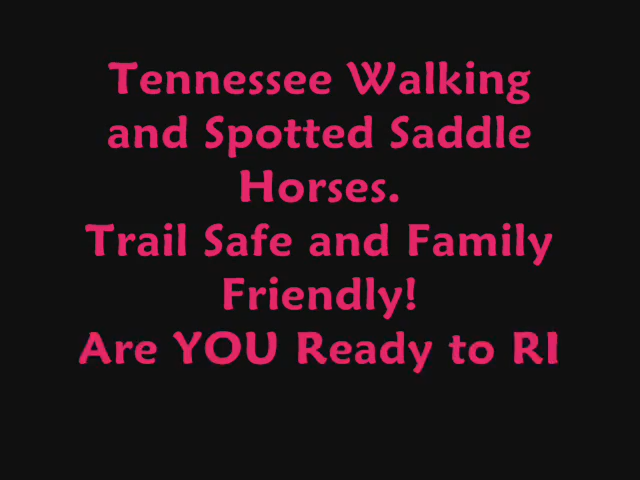 Tennessee Walking
and Spotted Saddle
Horses.
Trail Safe and Family
Friendly!
Are YOU Ready to RI